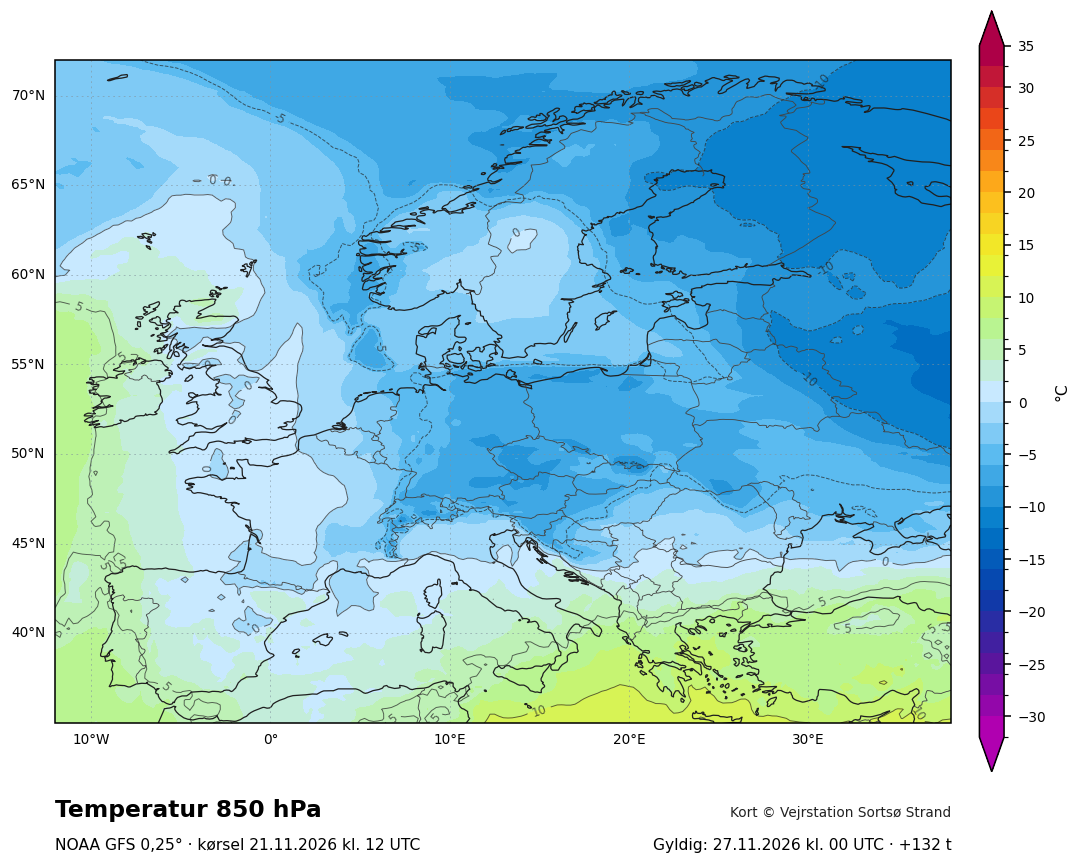 70°N
65°N
60°N
55°N
50°N
45°N
40°N
10°W
0°
10°E
20°E
30°E
35
30
25
20
15
10
5
0
−5
−10
−15
−20
−25
−30
°C
Temperatur 850 hPa
Kort © Vejrstation Sortsø Strand
NOAA GFS 0,25° · kørsel 21.11.2026 kl. 12 UTC
Gyldig: 27.11.2026 kl. 00 UTC · +132 t